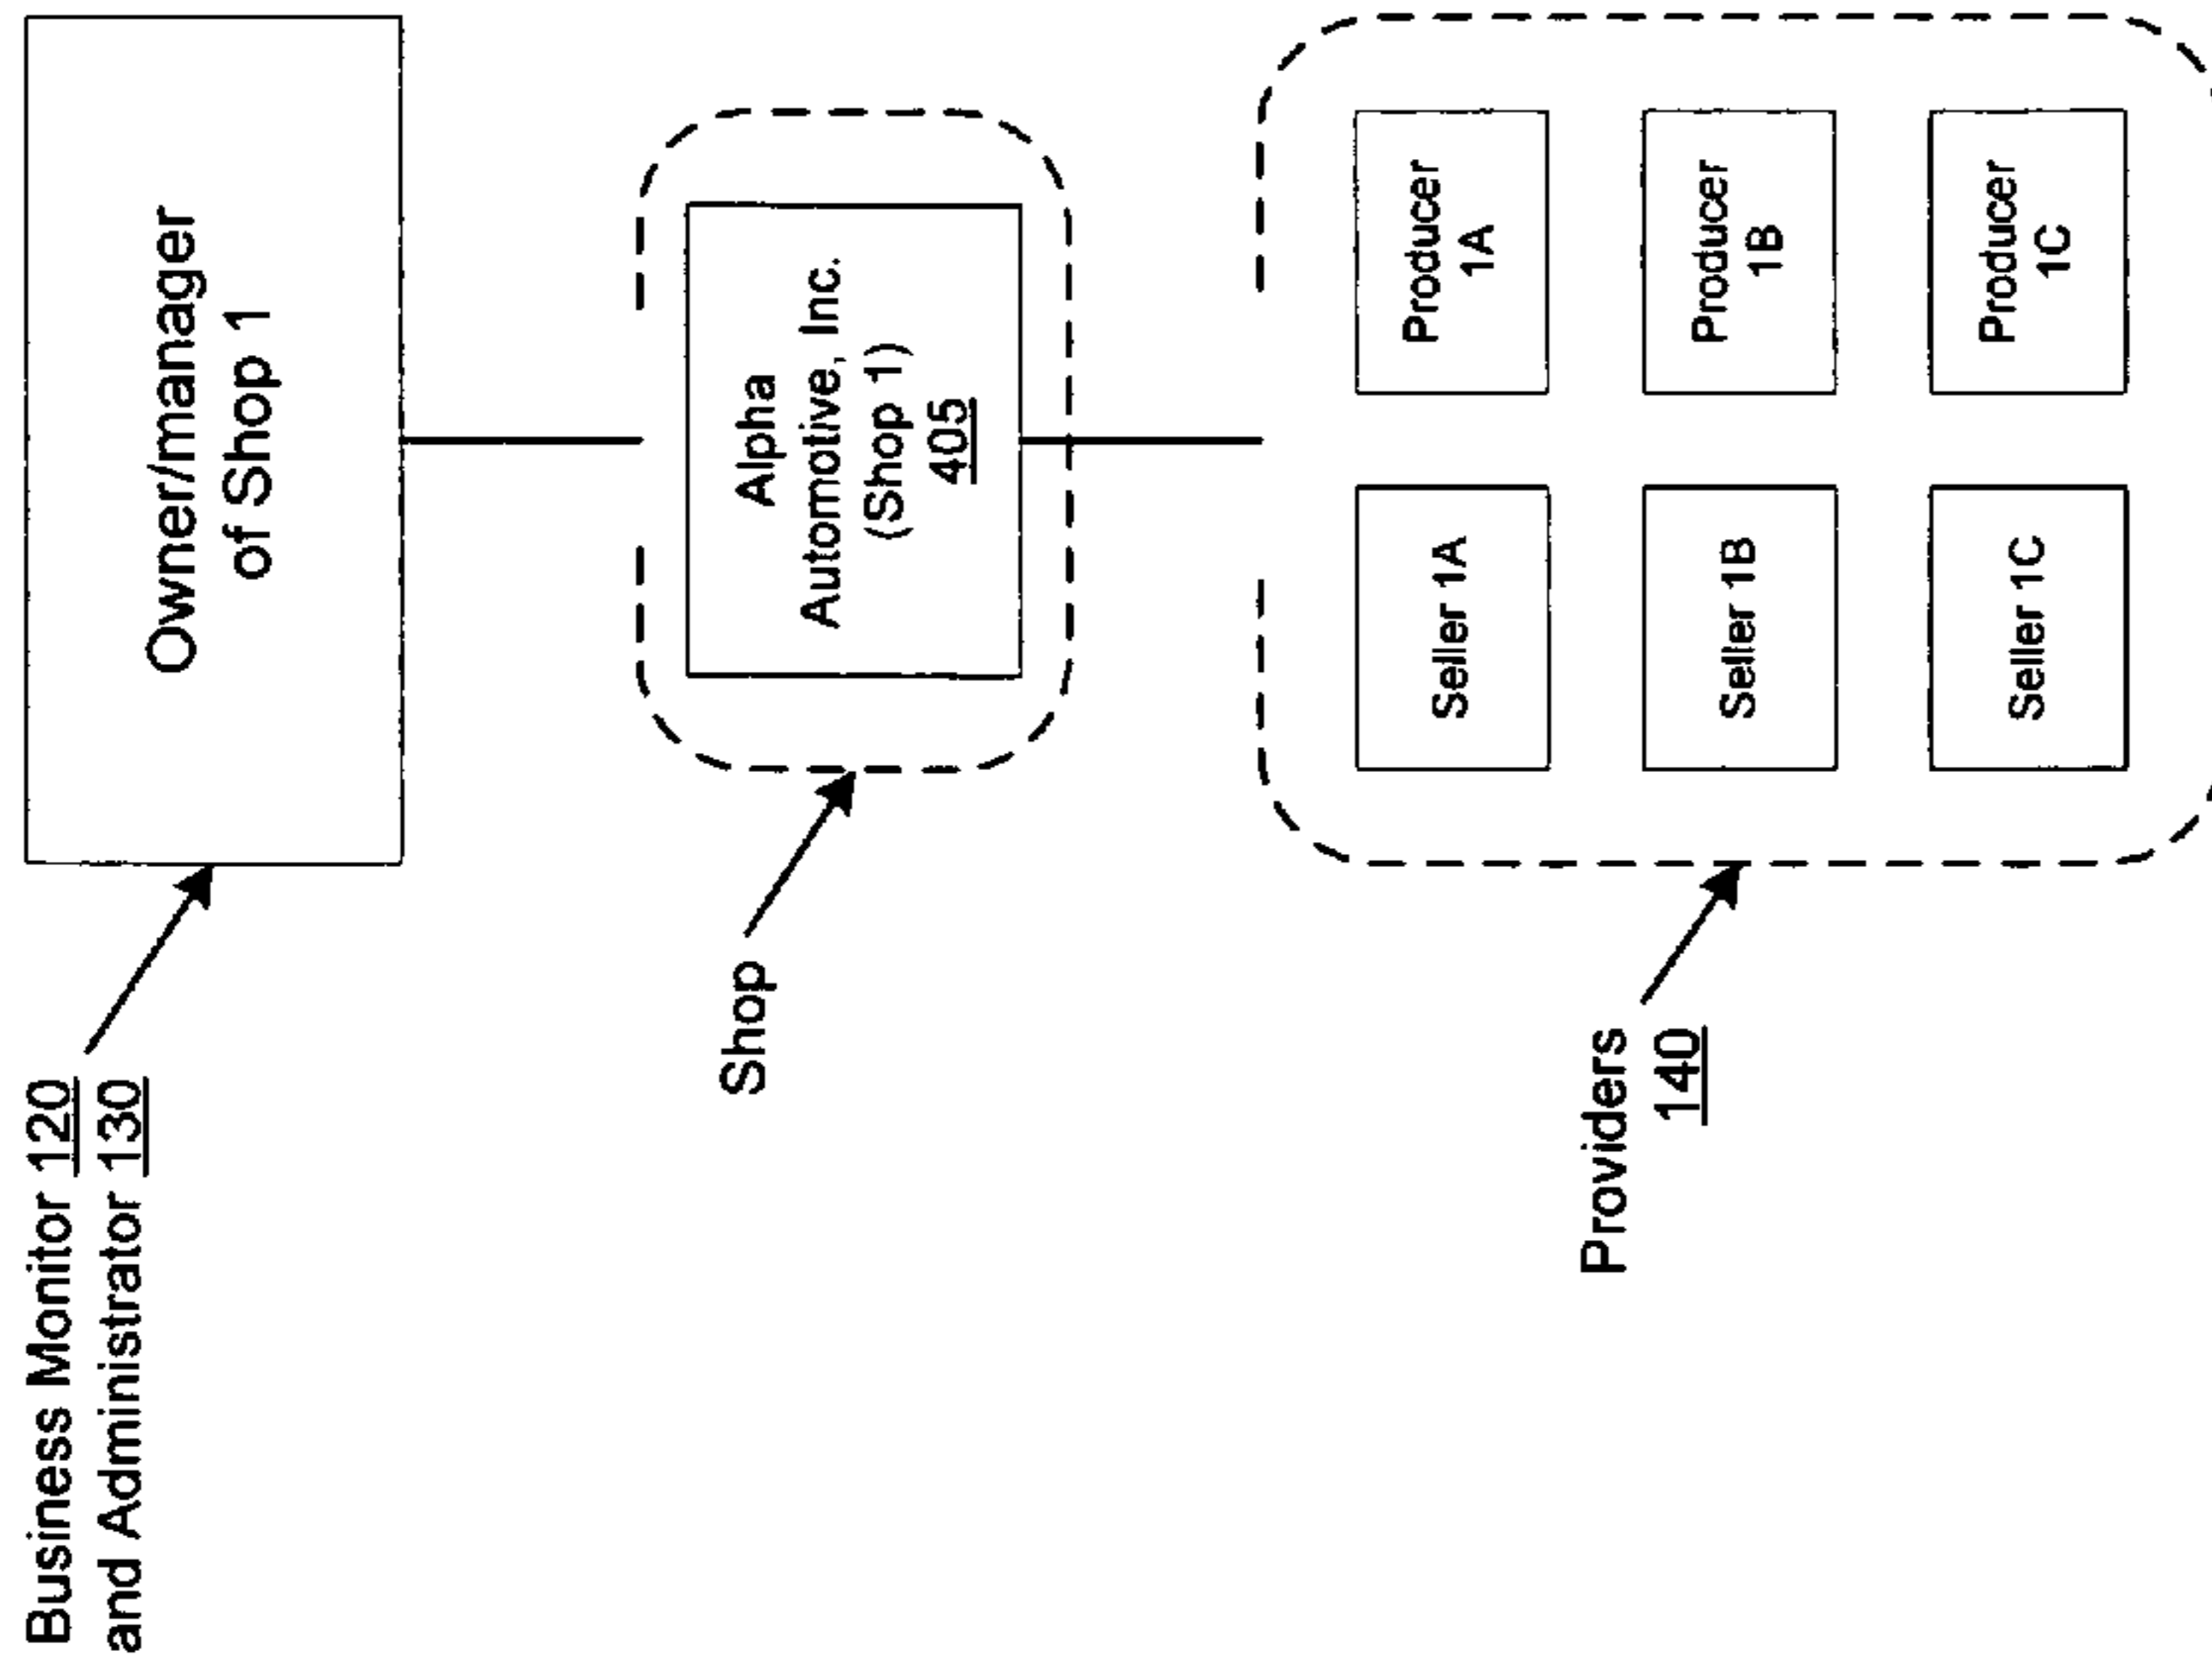 Business Monitor 120
and Administrator 130
Owner/manager
of Shop 1
Shop
Alpha
Automotive, Inc.
(Shop 1)
405
Providers
140
Seller 1A
Producer
1A
Seller 1B
Producer
1B
Seller 1C
Producer
1C